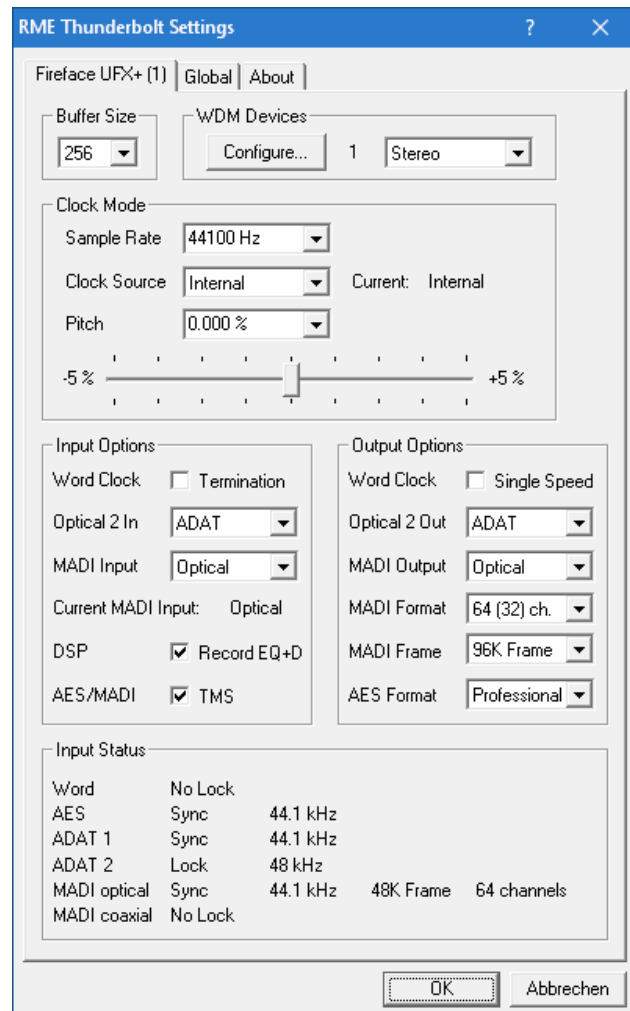 RME Thunderbolt Settings ? ×
Fireface UFX+ (1) Global About
Buffer Size WDM Devices
256 Configure... 1 Stereo
Clock Mode
Sample Rate 44100 Hz
Clock Source Internal Current: Internal
Pitch 0.000 %
-5 % +5 %
Input Options Output Options
Word Clock Termination Word Clock Single Speed
Optical 2 In ADAT Optical 2 Out ADAT
MADI Input Optical MADI Output Optical
Current MADI Input: Optical MADI Format 64 (32) ch.
DSP Record EQ+D MADI Frame 96K Frame
AES/MADI TMS AES Format Professional
Input Status
Word No Lock
AES Sync 44.1 kHz
ADAT 1 Sync 44.1 kHz
ADAT 2 Lock 48 kHz
MADI optical Sync 44.1 kHz 48K Frame 64 channels
MADI coaxial No Lock
OK Abbrechen